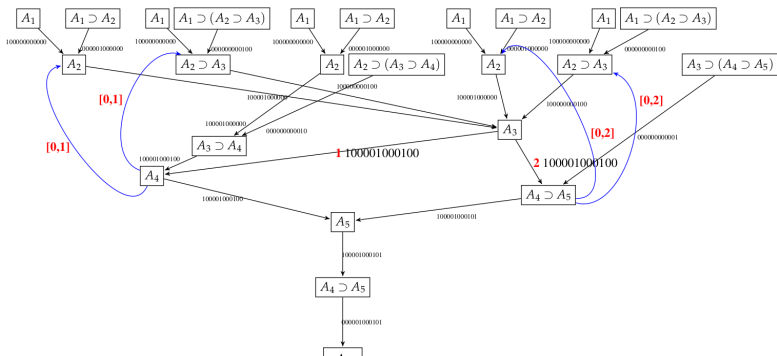 A₁ A₁ ⊃ A₂ A₁ A₁ ⊃ (A₂ ⊃ A₃) A₁ A₁ ⊃ A₂ A₁ A₁ ⊃ A₂ A₁ A₁ ⊃ (A₂ ⊃ A₃)
100000000000 000001000000 100000000000 000000000100 100000000000 000001000000 100000000000 000001000000 100000000000 000000000100
A₂ A₂ ⊃ A₃ A₂ A₂ ⊃ (A₃ ⊃ A₄) A₂ A₂ ⊃ A₃ A₃ ⊃ (A₄ ⊃ A₅)
[0,1] 100001000000 000000000010 100001000000 100000000100 [0,2]
100001000000
[0,1] A₃ ⊃ A₄ A₃ [0,2] 000000000001
100001000100 1 100001000100 2 100001000100
A₄ A₄ ⊃ A₅
100001000100 100001000101
A₅
100001000101
A₄ ⊃ A₅
000001000101